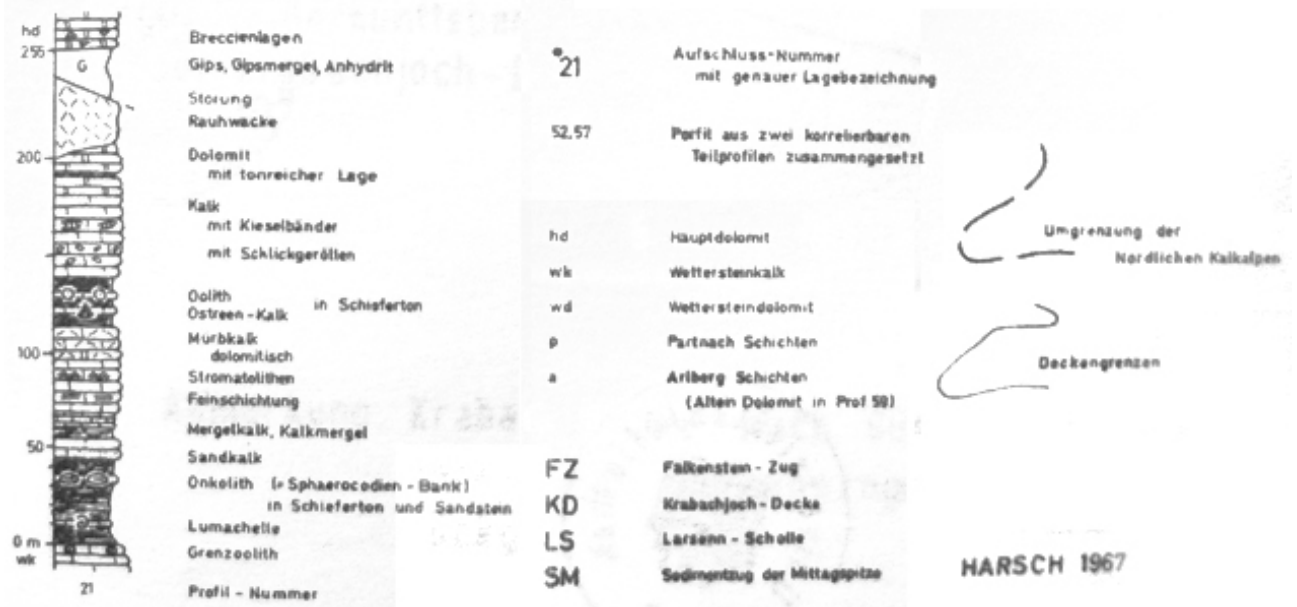 hd
255
G
200
100
50
0 m
wk
21
Breccienlagen
Gips, Gipsmergel, Anhydrit
Störung
Rauhwacke
Dolomit
mit tonreicher Lage
Kalk
mit Kieselbänder
mit Schlickgeröllen
Oolith
in Schieferton
Ostreen-Kalk
Mürbkalk
dolomitisch
Stromatolithen
Feinschichtung
Mergelkalk, Kalkmergel
Sandkalk
Onkolith (= Sphaerocodien-Bank)
in Schieferton und Sandstein
Lumachelle
Grenzoolith
Profil-Nummer
21 Aufschluss-Nummer
mit genauer Lagebezeichnung
52,57 Perfil aus zwei korrelierbaren
Teilprofilen zusammengesetzt
hd Hauptdolomit
wk Wettersteinkalk
wd Wettersteindolomit
p Partnach Schichten
a Arlberg Schichten
(Alten Dolomit in Prof 59)
FZ Falkenstein-Zug
KD Krabachjoch-Decke
LS Larsenn-Scholle
SM Sedimentzug der Mittagspitze
Umgrenzung der
Nördlichen Kalkalpen
Deckengrenzen
HARSCH 1967